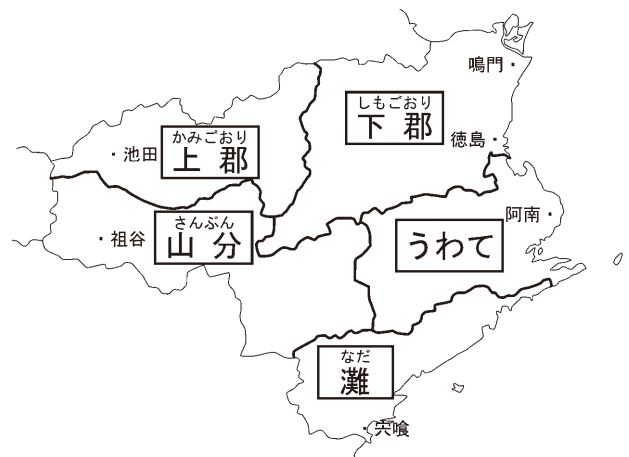 鳴門
しもごおり
下郡
徳島
かみごおり
上郡
池田
阿南
さんぶん
山分
祖谷
うわて
なだ
灘
宍喰